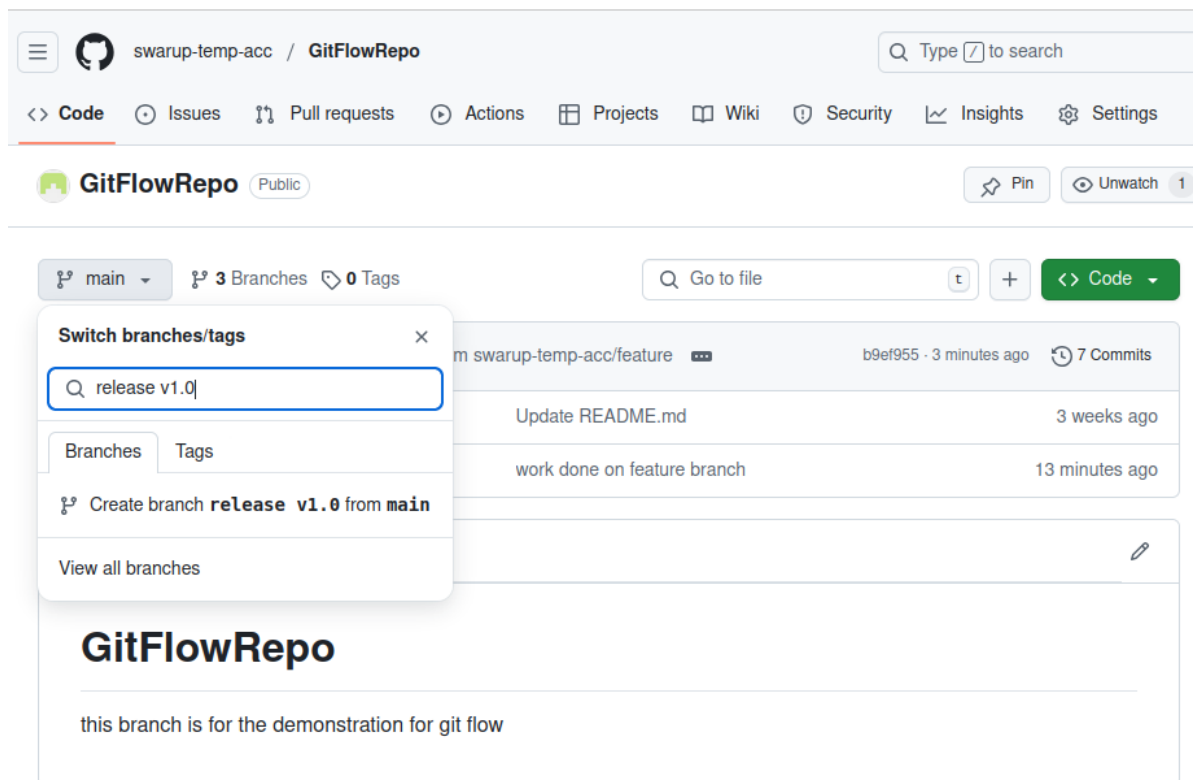 swarup-temp-acc / GitFlowRepo Type / to search
<> Code Issues Pull requests Actions Projects Wiki Security Insights Settings
GitFlowRepo Public Pin Unwatch 1
main 3 Branches 0 Tags Go to file t + <> Code
Switch branches/tags ×
m swarup-temp-acc/feature ... b9ef955 · 3 minutes ago 7 Commits
release v1.0
Update README.md 3 weeks ago
Branches Tags
work done on feature branch 13 minutes ago
Create branch release v1.0 from main
View all branches
GitFlowRepo
this branch is for the demonstration for git flow